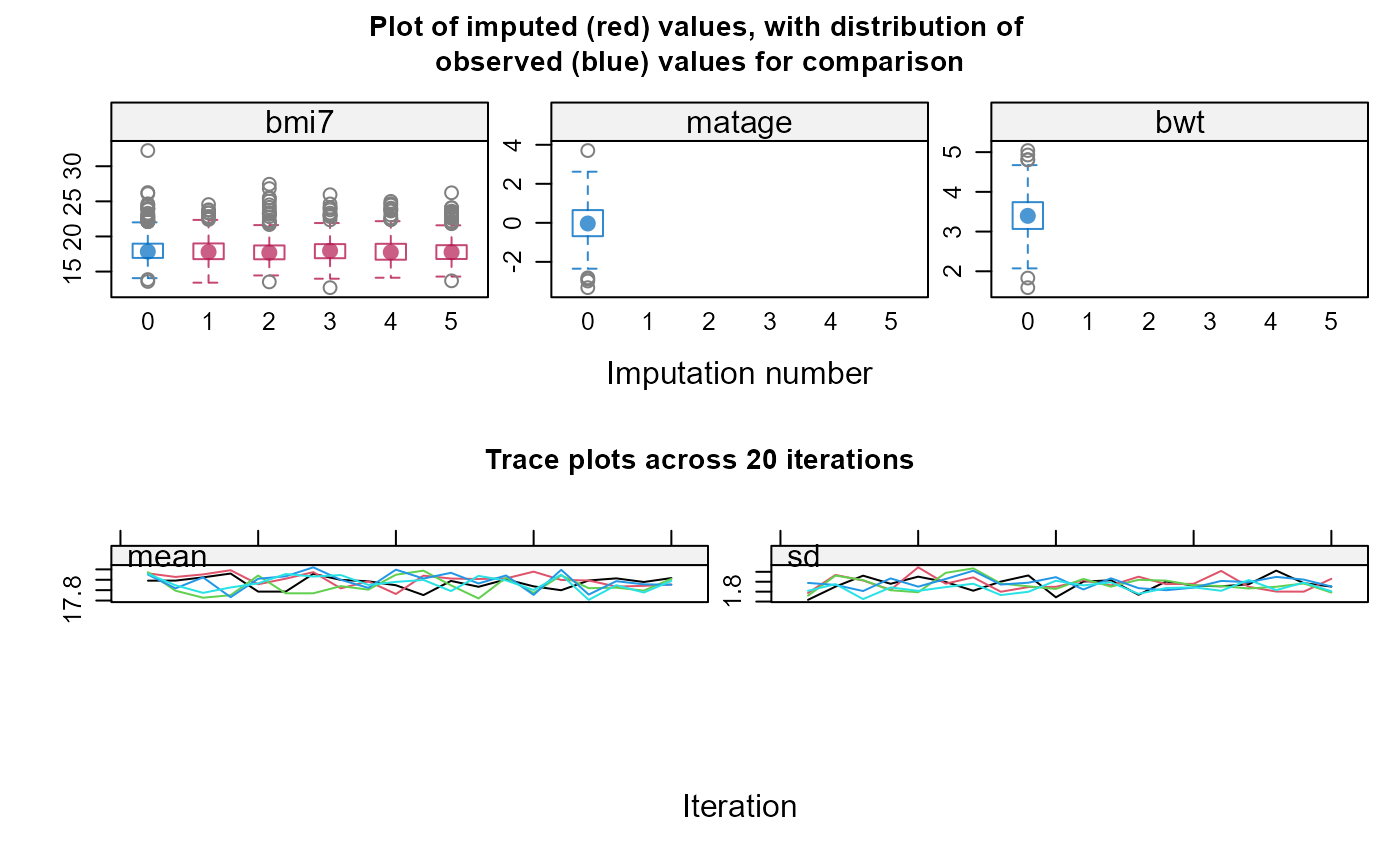 Plot of imputed (red) values, with distribution of
observed (blue) values for comparison
bmi7 matage bwt
15 20 25 30
-2 0 2 4
2 3 4 5
0 1 2 3 4 5 0 1 2 3 4 5 0 1 2 3 4 5
Imputation number
Trace plots across 20 iterations
mean sd
17.8 1.8
Iteration